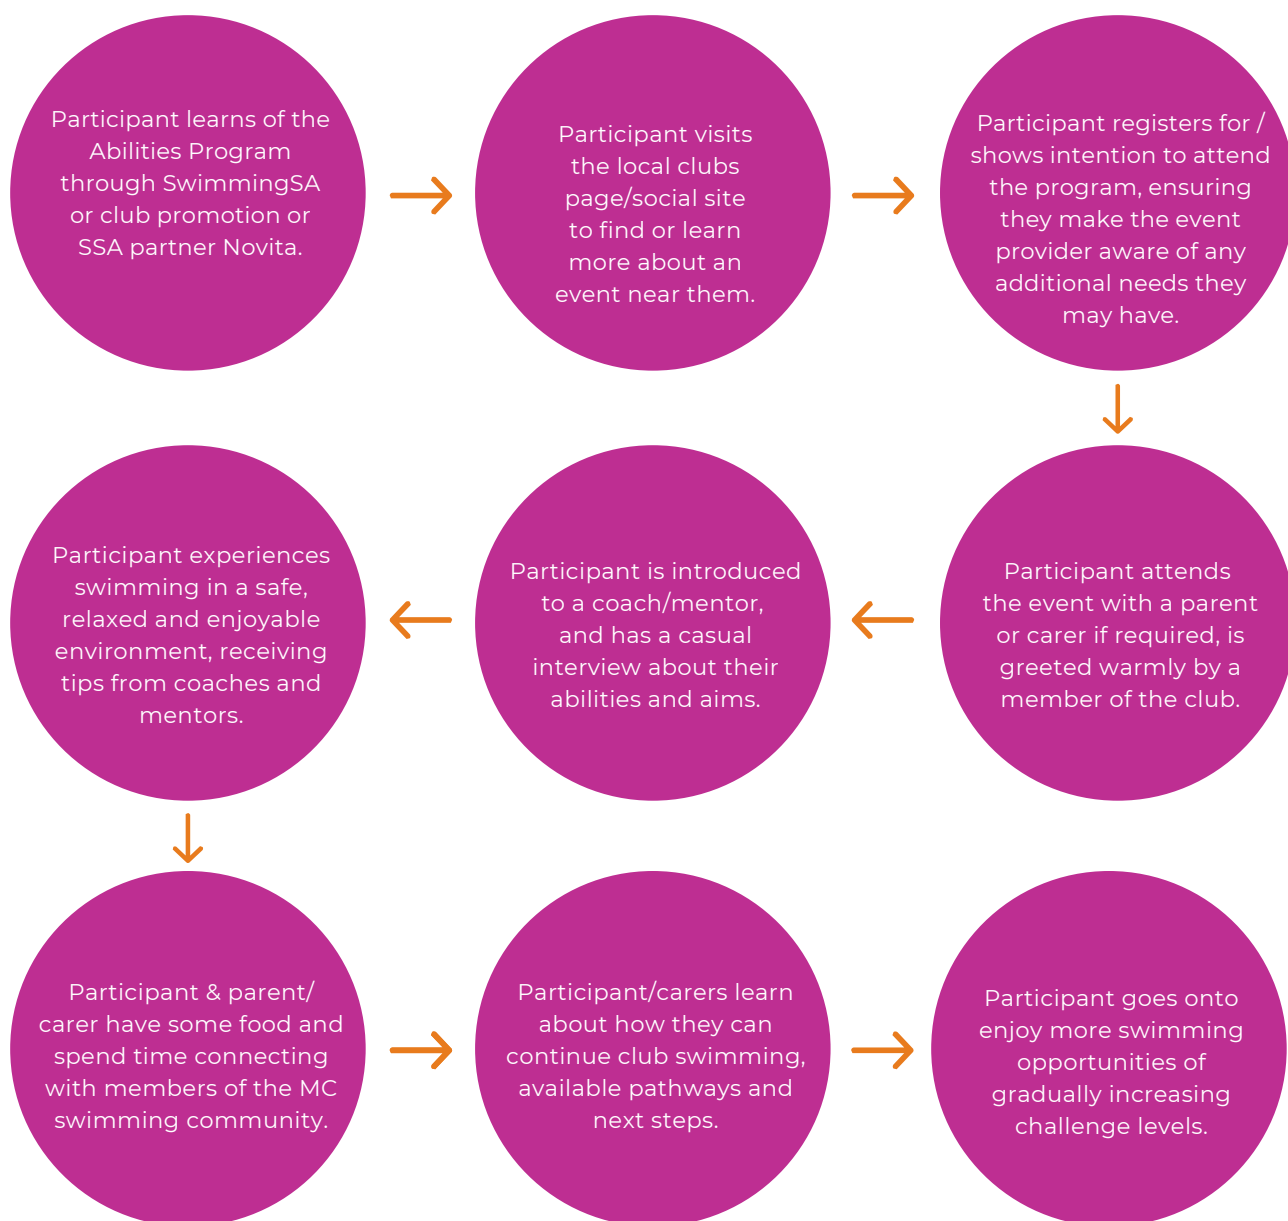 Participant learns of the
Abilities Program
through SwimmingSA
or club promotion or
SSA partner Novita.
Participant visits
the local clubs
page/social site
to find or learn
more about an
event near them.
Participant registers for /
shows intention to attend
the program, ensuring
they make the event
provider aware of any
additional needs they
may have.
Participant attends
the event with a parent
or carer if required, is
greeted warmly by a
member of the club.
Participant is introduced
to a coach/mentor,
and has a casual
interview about their
abilities and aims.
Participant experiences
swimming in a safe,
relaxed and enjoyable
environment, receiving
tips from coaches and
mentors.
Participant & parent/
carer have some food and
spend time connecting
with members of the MC
swimming community.
Participant/carers learn
about how they can
continue club swimming,
available pathways and
next steps.
Participant goes onto
enjoy more swimming
opportunities of
gradually increasing
challenge levels.